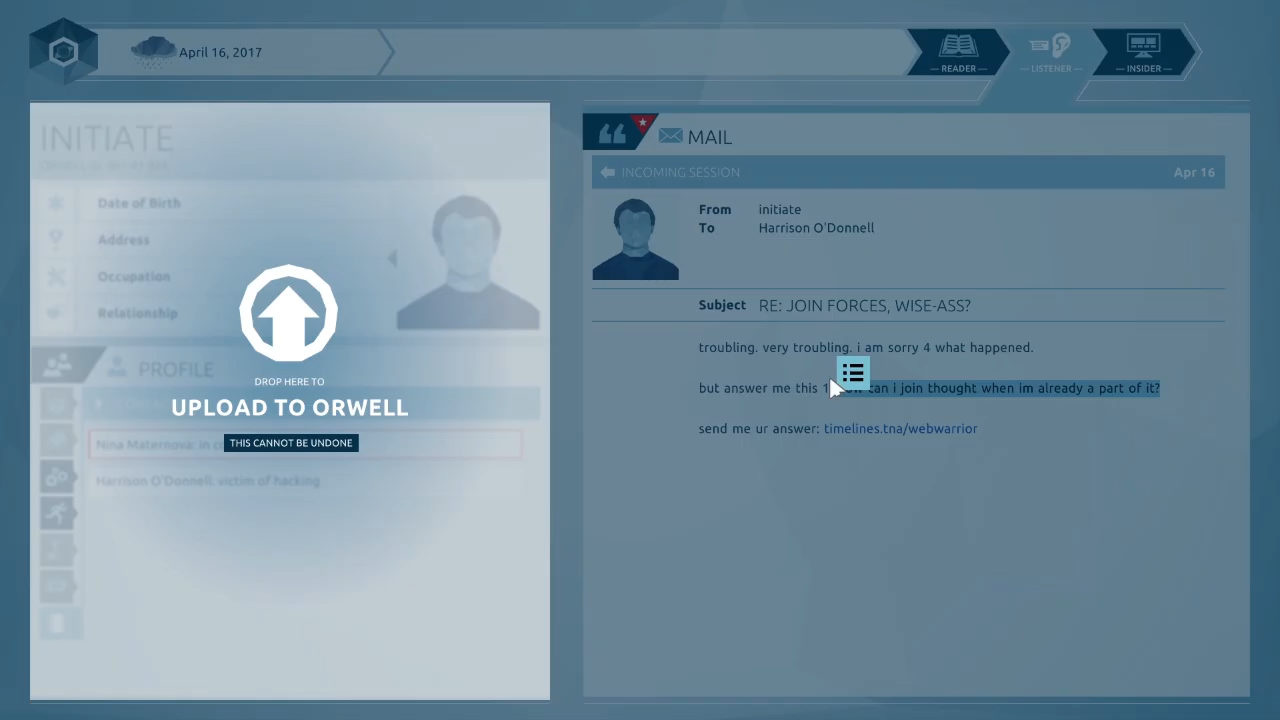 April 16, 2017
READER
LISTENER
INSIDER
INITIATE
Date of Birth
Address
Occupation
Relationship
PROFILE
DROP HERE TO
UPLOAD TO ORWELL
THIS CANNOT BE UNDONE
Nina Maternova: in
Harrison O'Donnell: victim of hacking
MAIL
INCOMING SESSION
Apr 16
From initiate
To Harrison O'Donnell
Subject RE: JOIN FORCES, WISE-ASS?
troubling. very troubling. i am sorry 4 what happened.
but answer me this can i join thought when im already a part of it?
send me ur answer: timelines.tna/webwarrior